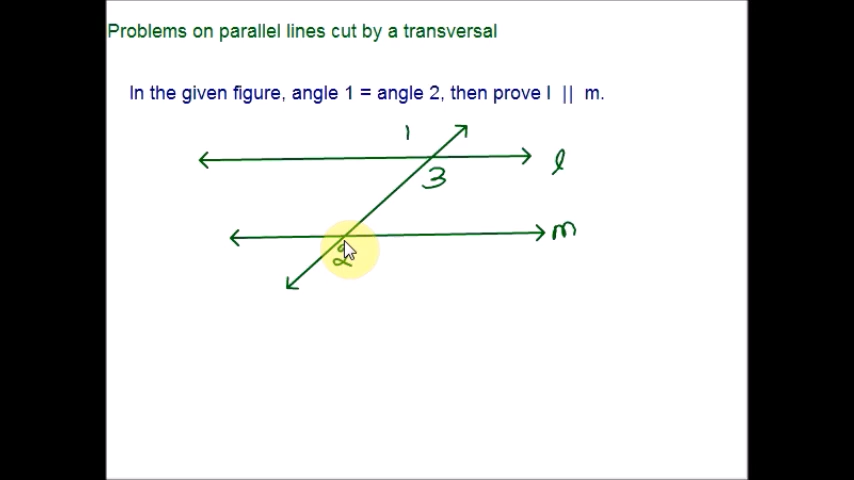 Problems on parallel lines cut by a transversal
In the given figure, angle 1 = angle 2, then prove l || m.
1
l
3
m
2